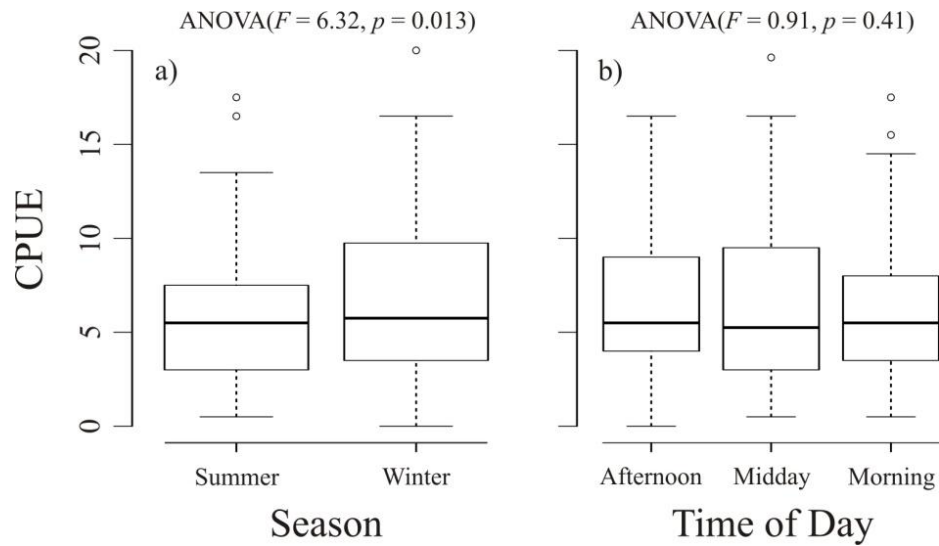 ANOVA(F = 6.32, p = 0.013)
ANOVA(F = 0.91, p = 0.41)
a)
b)
CPUE
20
15
10
5
0
Summer
Winter
Afternoon
Midday
Morning
Season
Time of Day